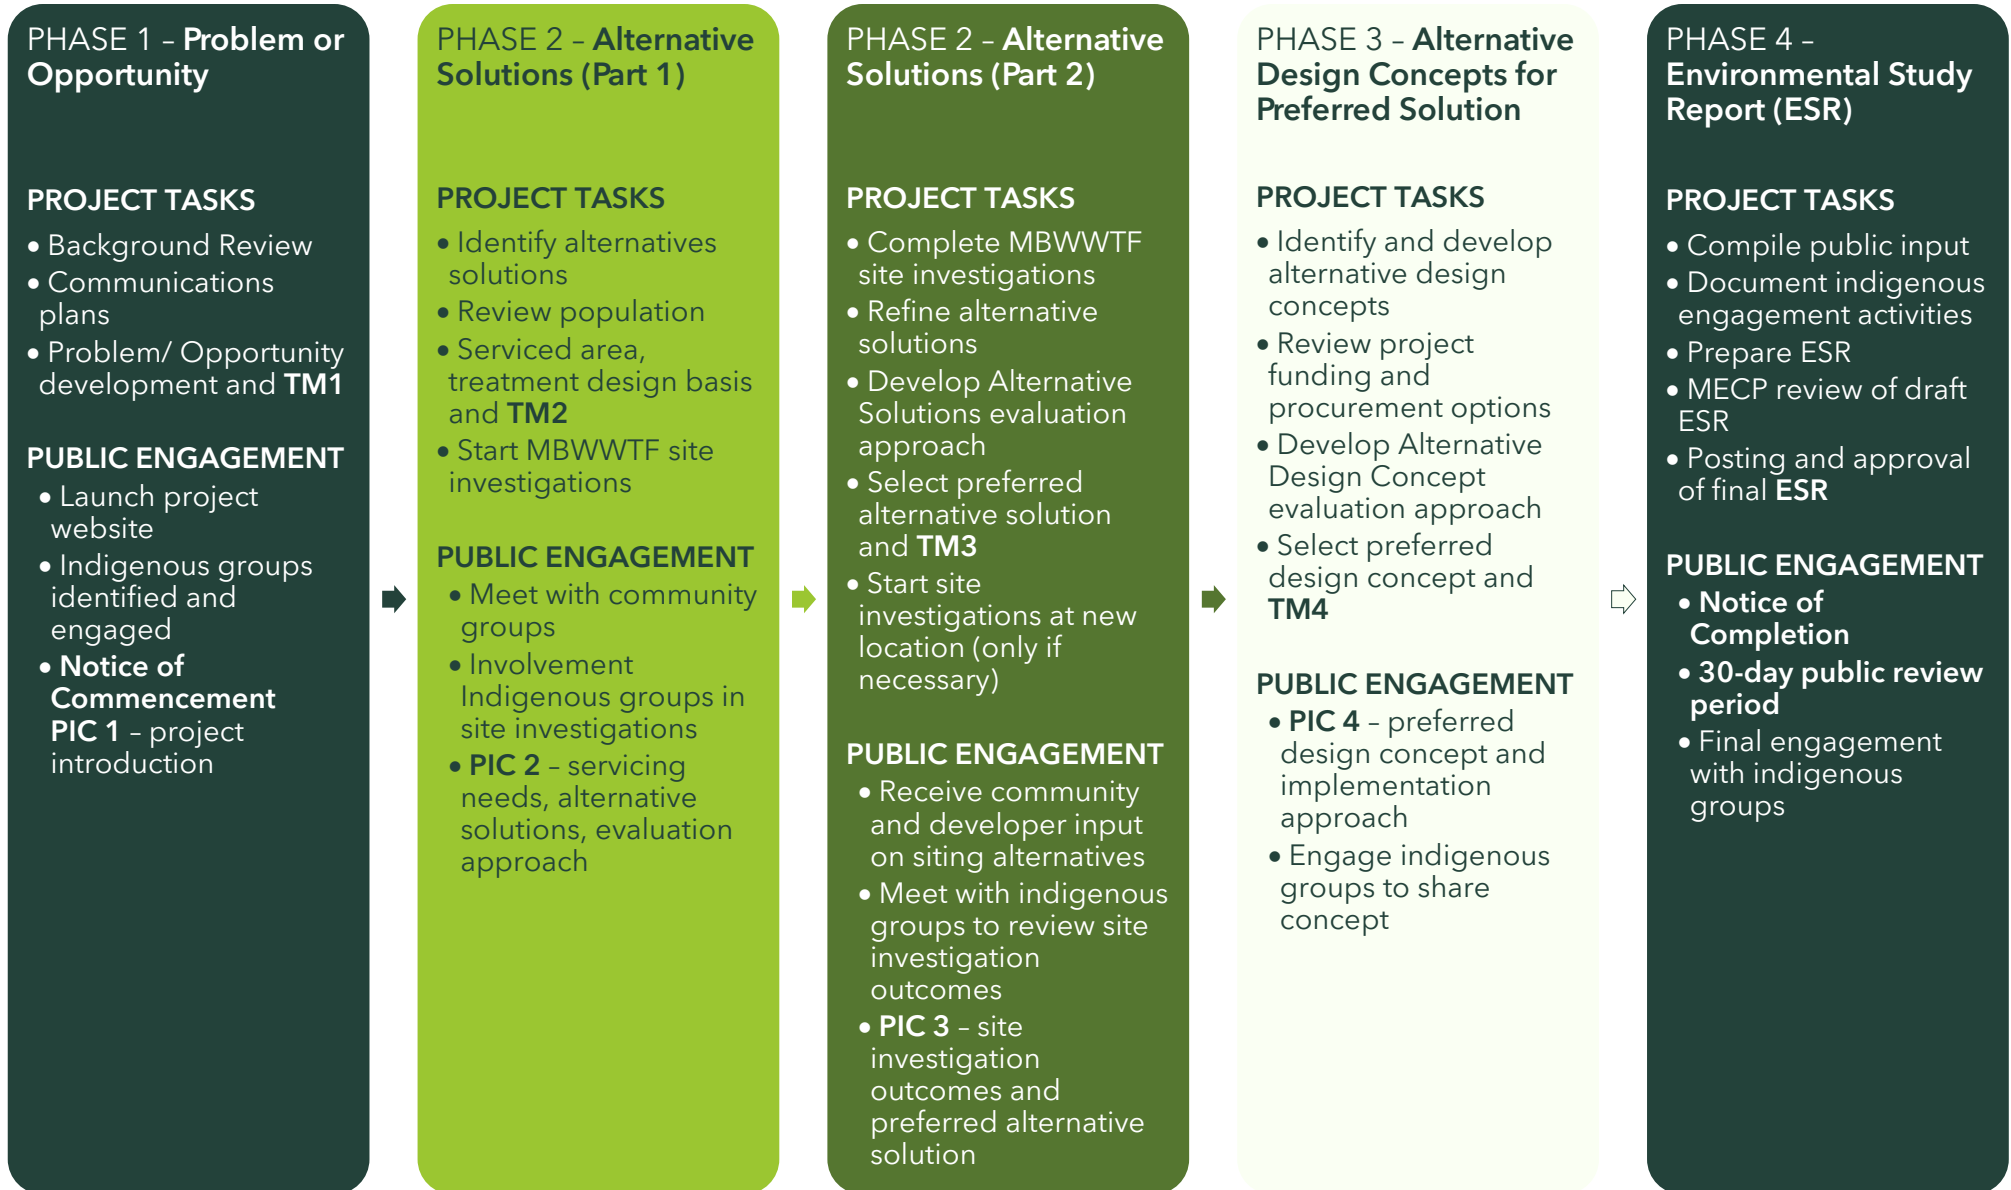 PHASE 1 – Problem or
Opportunity
PROJECT TASKS
• Background Review
• Communications
plans
• Problem/ Opportunity
development and TM1
PUBLIC ENGAGEMENT
• Launch project
website
• Indigenous groups
identified and
engaged
• Notice of
Commencement
PIC 1 – project
introduction
PHASE 2 – Alternative
Solutions (Part 1)
PROJECT TASKS
• Identify alternatives
solutions
• Review population
• Serviced area,
treatment design basis
and TM2
• Start MBWWTF site
investigations
PUBLIC ENGAGEMENT
• Meet with community
groups
• Involvement
Indigenous groups in
site investigations
• PIC 2 – servicing
needs, alternative
solutions, evaluation
approach
PHASE 2 – Alternative
Solutions (Part 2)
PROJECT TASKS
• Complete MBWWTF
site investigations
• Refine alternative
solutions
• Develop Alternative
Solutions evaluation
approach
• Select preferred
alternative solution
and TM3
• Start site
investigations at new
location (only if
necessary)
PUBLIC ENGAGEMENT
• Receive community
and developer input
on siting alternatives
• Meet with indigenous
groups to review site
investigation
outcomes
• PIC 3 – site
investigation
outcomes and
preferred alternative
solution
PHASE 3 – Alternative
Design Concepts for
Preferred Solution
PROJECT TASKS
• Identify and develop
alternative design
concepts
• Review project
funding and
procurement options
• Develop Alternative
Design Concept
evaluation approach
• Select preferred
design concept and
TM4
PUBLIC ENGAGEMENT
• PIC 4 – preferred
design concept and
implementation
approach
• Engage indigenous
groups to share
concept
PHASE 4 –
Environmental Study
Report (ESR)
PROJECT TASKS
• Compile public input
• Document indigenous
engagement activities
• Prepare ESR
• MECP review of draft
ESR
• Posting and approval
of final ESR
PUBLIC ENGAGEMENT
• Notice of
Completion
• 30-day public review
period
• Final engagement
with indigenous
groups